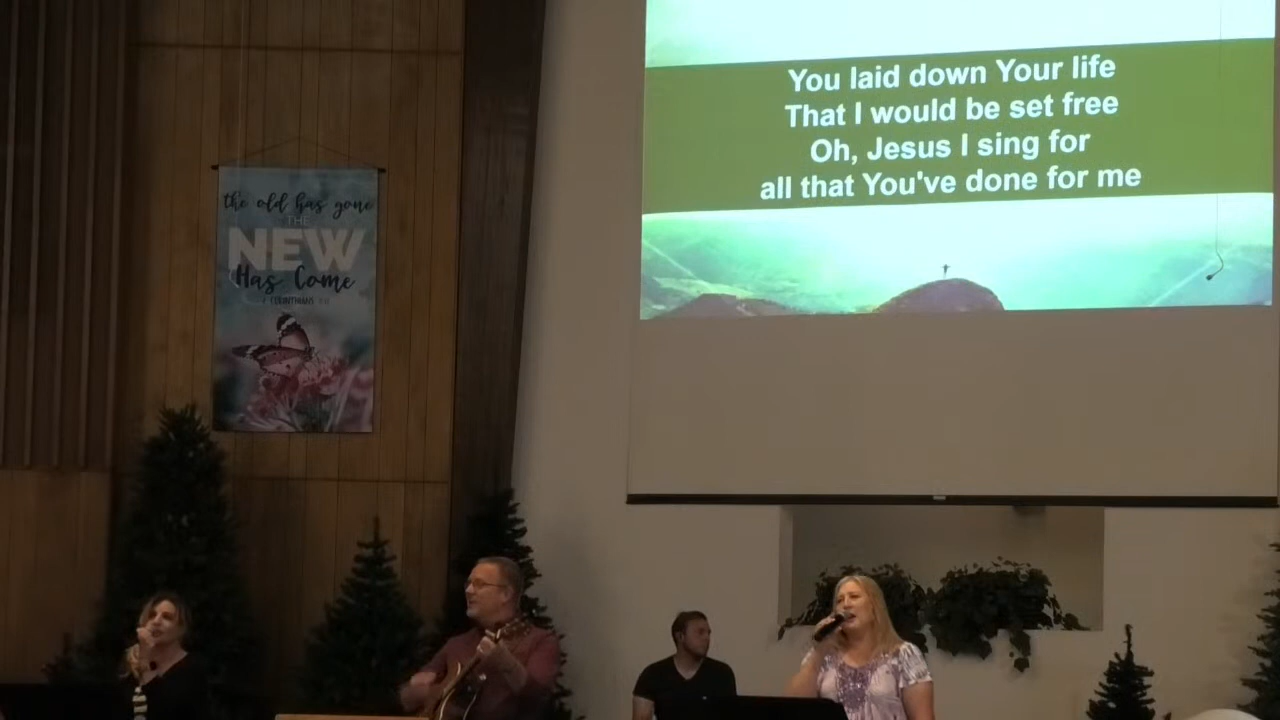 You laid down Your life
That I would be set free
Oh, Jesus I sing for
all that You've done for me
the old has gone
THE
NEW
Has Come
CORINTHIANS